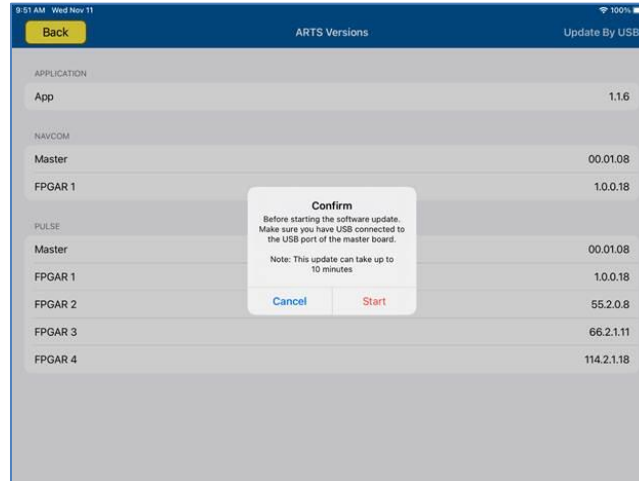 9:51 AM Wed Nov 11 100%
Back ARTS Versions Update By USB
APPLICATION
App 1.1.6
NAVCOM
Master 00.01.08
FPGAR 1 1.0.0.18
PULSE
Master 00.01.08
FPGAR 1 1.0.0.18
FPGAR 2 55.2.0.8
FPGAR 3 66.2.1.11
FPGAR 4 114.2.1.18
Confirm
Before starting the software update.
Make sure you have USB connected to
the USB port of the master board.
Note: This update can take up to
10 minutes
Cancel Start